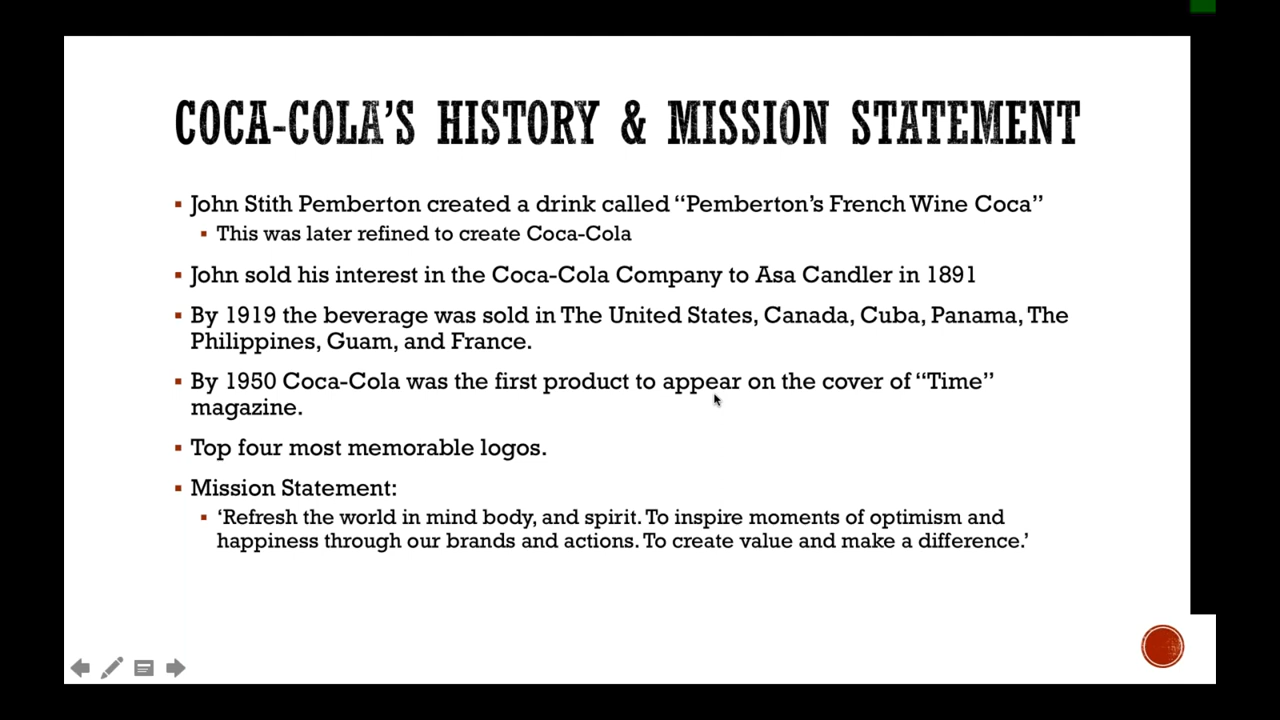 COCA-COLA'S HISTORY & MISSION STATEMENT
John Stith Pemberton created a drink called “Pemberton’s French Wine Coca”
This was later refined to create Coca-Cola
John sold his interest in the Coca-Cola Company to Asa Candler in 1891
By 1919 the beverage was sold in The United States, Canada, Cuba, Panama, The
Philippines, Guam, and France.
By 1950 Coca-Cola was the first product to appear on the cover of “Time”
magazine.
Top four most memorable logos.
Mission Statement:
‘Refresh the world in mind body, and spirit. To inspire moments of optimism and
happiness through our brands and actions. To create value and make a difference.’